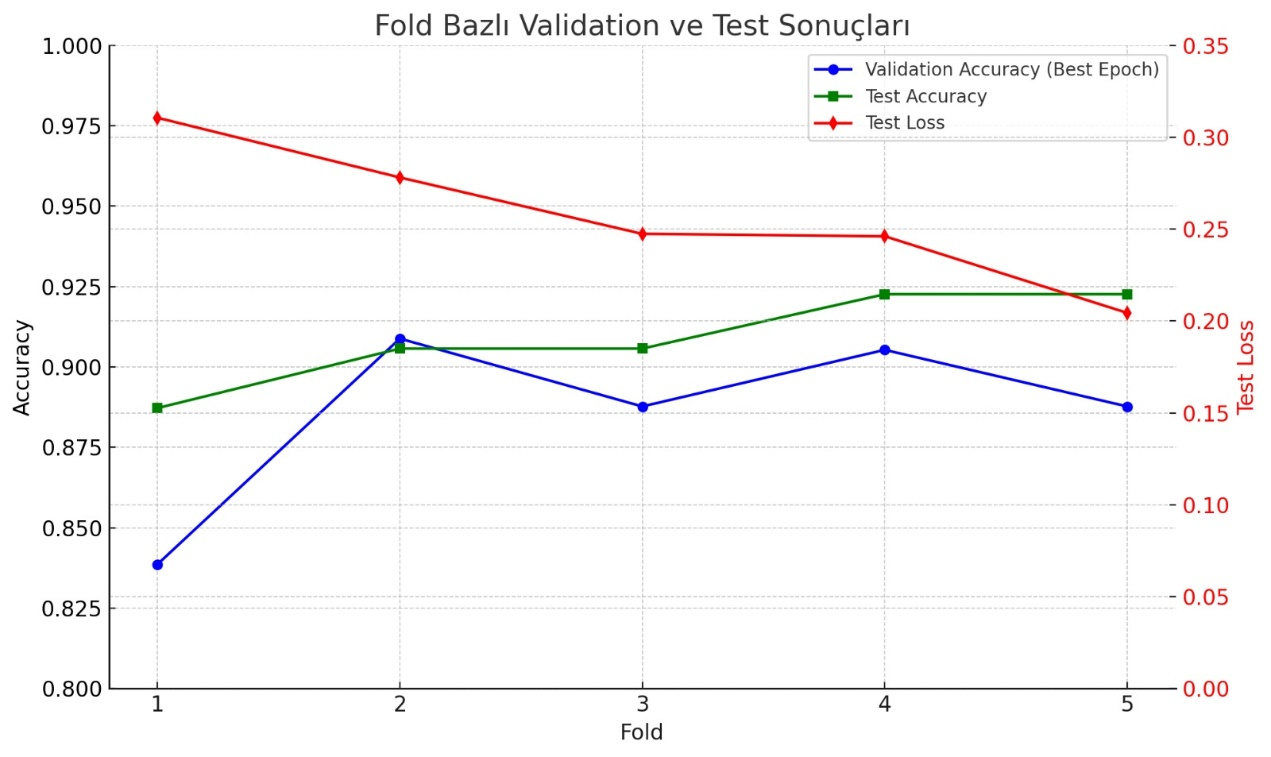 Fold Bazlı Validation ve Test Sonuçları
Validation Accuracy (Best Epoch)
Test Accuracy
Test Loss
Accuracy
1.000
0.975
0.950
0.925
0.900
0.875
0.850
0.825
0.800
Test Loss
0.35
0.30
0.25
0.20
0.15
0.10
0.05
0.00
1 2 3 4 5
Fold